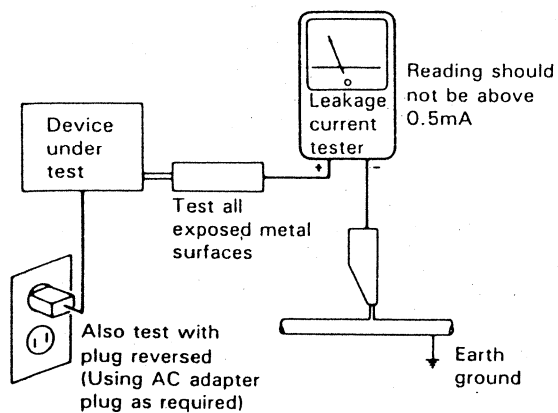 Device
under
test
Leakage
current
tester
+ -
Reading should
not be above
0.5mA
Test all
exposed metal
surfaces
Also test with
plug reversed
(Using AC adapter
plug as required)
Earth
ground